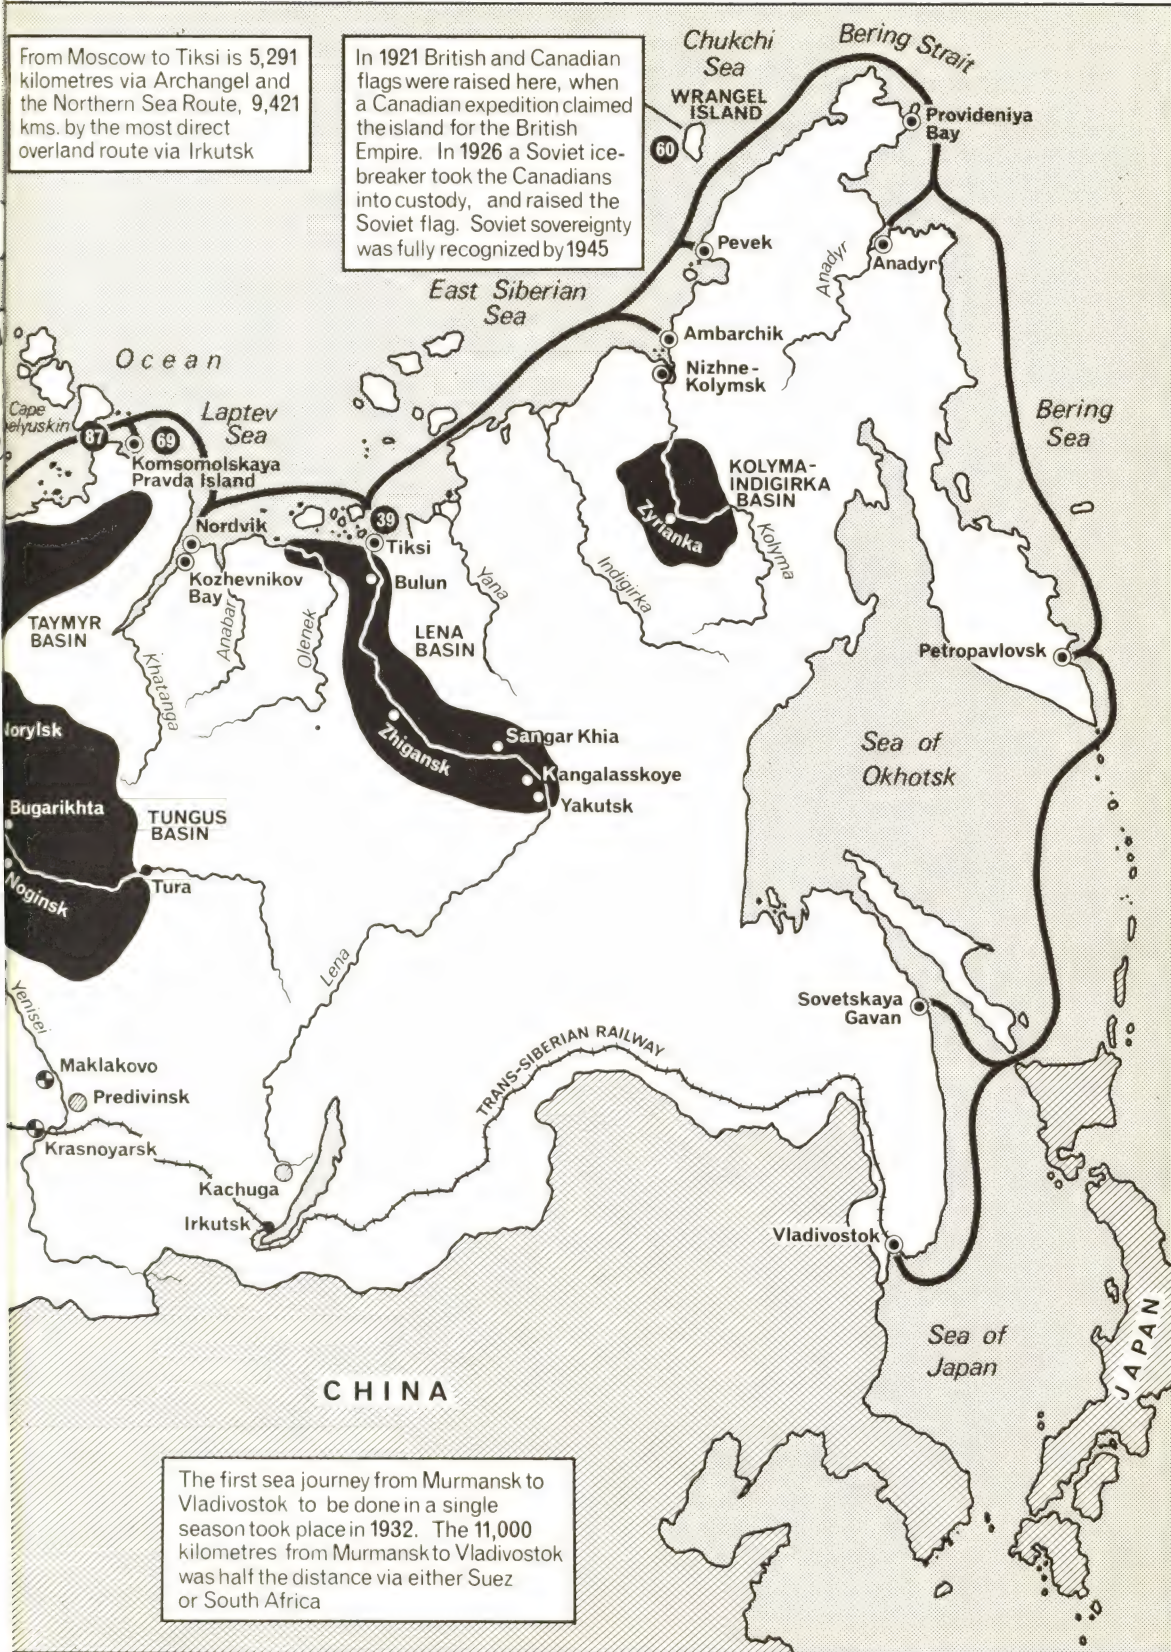 From Moscow to Tiksi is 5,291
kilometres via Archangel and
the Northern Sea Route, 9,421
kms. by the most direct
overland route via Irkutsk
In 1921 British and Canadian
flags were raised here, when
a Canadian expedition claimed
the island for the British
Empire. In 1926 a Soviet ice-
breaker took the Canadians
into custody, and raised the
Soviet flag. Soviet sovereignty
was fully recognized by 1945
Chukchi
Sea
Bering Strait
WRANGEL
ISLAND
60
Provideniya
Bay
Pevek
Anadyr
Anadyr
East Siberian
Sea
Ambarchik
Nizhne-
Kolymsk
Ocean
Cape
elyuskin
87
69
Laptev
Sea
Komsomolskaya
Pravda Island
Bering
Sea
KOLYMA-
INDIGIRKA
BASIN
Zyrianka
Kolyma
Indigirka
Nordvik
39
Tiksi
Kozhevnikov
Bay
Bulun
Yana
TAYMYR
BASIN
Anabar
Olenek
LENA
BASIN
Khatanga
Petropavlovsk
Norylsk
Zhigansk
Sangar Khia
Kangalasskoye
Yakutsk
Sea of
Okhotsk
Bugarikhta
TUNGUS
BASIN
Noginsk
Tura
Lena
Yenisei
Sovetskaya
Gavan
TRANS-SIBERIAN RAILWAY
Maklakovo
Predivinsk
Krasnoyarsk
Kachuga
Irkutsk
Vladivostok
Sea of
Japan
JAPAN
CHINA
The first sea journey from Murmansk to
Vladivostok to be done in a single
season took place in 1932. The 11,000
kilometres from Murmansk to Vladivostok
was half the distance via either Suez
or South Africa